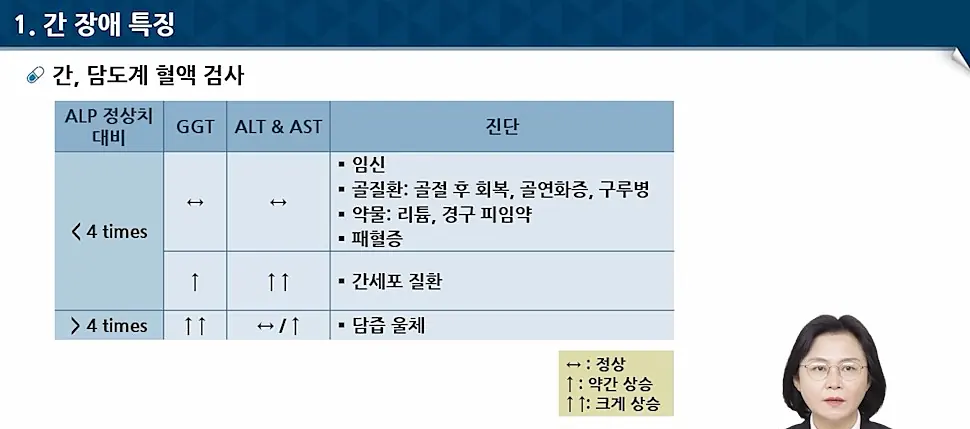 1. 간 장애 특징
간, 담도계 혈액 검사
ALP 정상치
대비
GGT
ALT & AST
진단
< 4 times
↔
↔
▪ 임신
▪ 골질환: 골절 후 회복, 골연화증, 구루병
▪ 약물: 리튬, 경구 피임약
▪ 패혈증
↑
↑↑
▪ 간세포 질환
> 4 times
↑↑
↔/↑
▪ 담즙 울체
↔ : 정상
↑ : 약간 상승
↑↑: 크게 상승